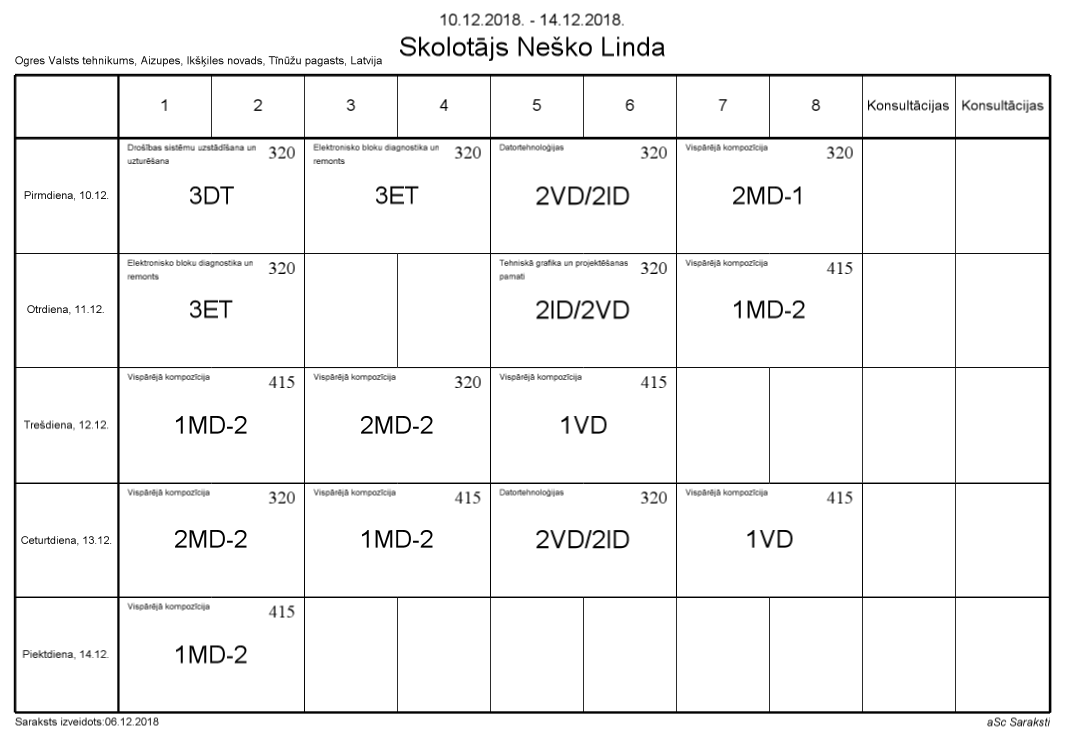 10.12.2018. - 14.12.2018.
Skolotājs Neško Linda
Ogres Valsts tehnikums, Aizupes, Ikšķiles novads, Tīnūžu pagasts, Latvija
1 2 3 4 5 6 7 8 Konsultācijas Konsultācijas
Pirmdiena, 10.12.
Drošības sistēmu uzstādīšana un
uzturēšana
320
3DT
Elektronisko bloku diagnostika un
remonts
320
3ET
Datortehnoloģijas
320
2VD/2ID
Vispārējā kompozīcija
320
2MD-1
Otrdiena, 11.12.
Elektronisko bloku diagnostika un
remonts
320
3ET
Tehniskā grafika un projektēšanas
pamati
320
2ID/2VD
Vispārējā kompozīcija
415
1MD-2
Trešdiena, 12.12.
Vispārējā kompozīcija
415
1MD-2
Vispārējā kompozīcija
320
2MD-2
Vispārējā kompozīcija
415
1VD
Ceturtdiena, 13.12.
Vispārējā kompozīcija
320
2MD-2
Vispārējā kompozīcija
415
1MD-2
Datortehnoloģijas
320
2VD/2ID
Vispārējā kompozīcija
415
1VD
Piektdiena, 14.12.
Vispārējā kompozīcija
415
1MD-2
Saraksts izveidots:06.12.2018
aSc Saraksti